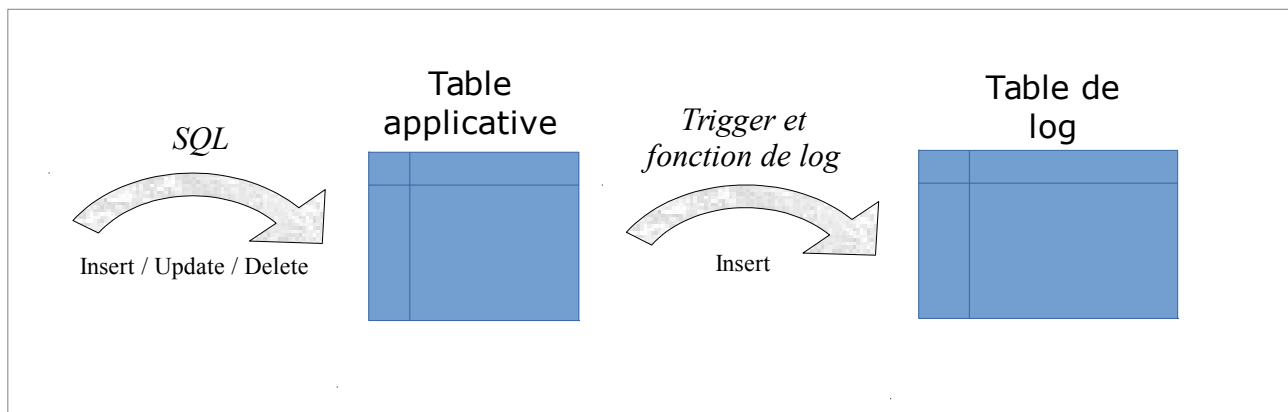 SQL
Insert / Update / Delete
Table
applicative
Trigger et
fonction de log
Insert
Table de
log